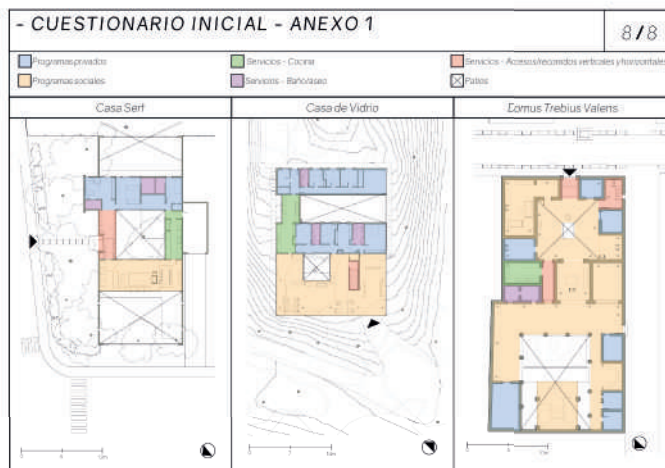 - CUESTIONARIO INICIAL - ANEXO 1
8/8
Programas privados
Servicios - Cocina
Servicios - Accesos/recorridos verticales y horizontales
Programas sociales
Servicios - Baño/aseo
Patios
Casa Sert
Casa de Vidrio
Domus Trebius Valens